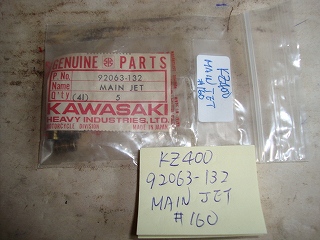 GENUINE PARTS
P No. 92063-132
Name MAIN JET
Q'ty (41) 5
KAWASAKI
HEAVY INDUSTRIES, LTD.
MOTORCYCLE DIVISION MADE IN JAPAN
KZ400
MAIN JET
#160
KZ400
92063-132
MAIN JET
#160